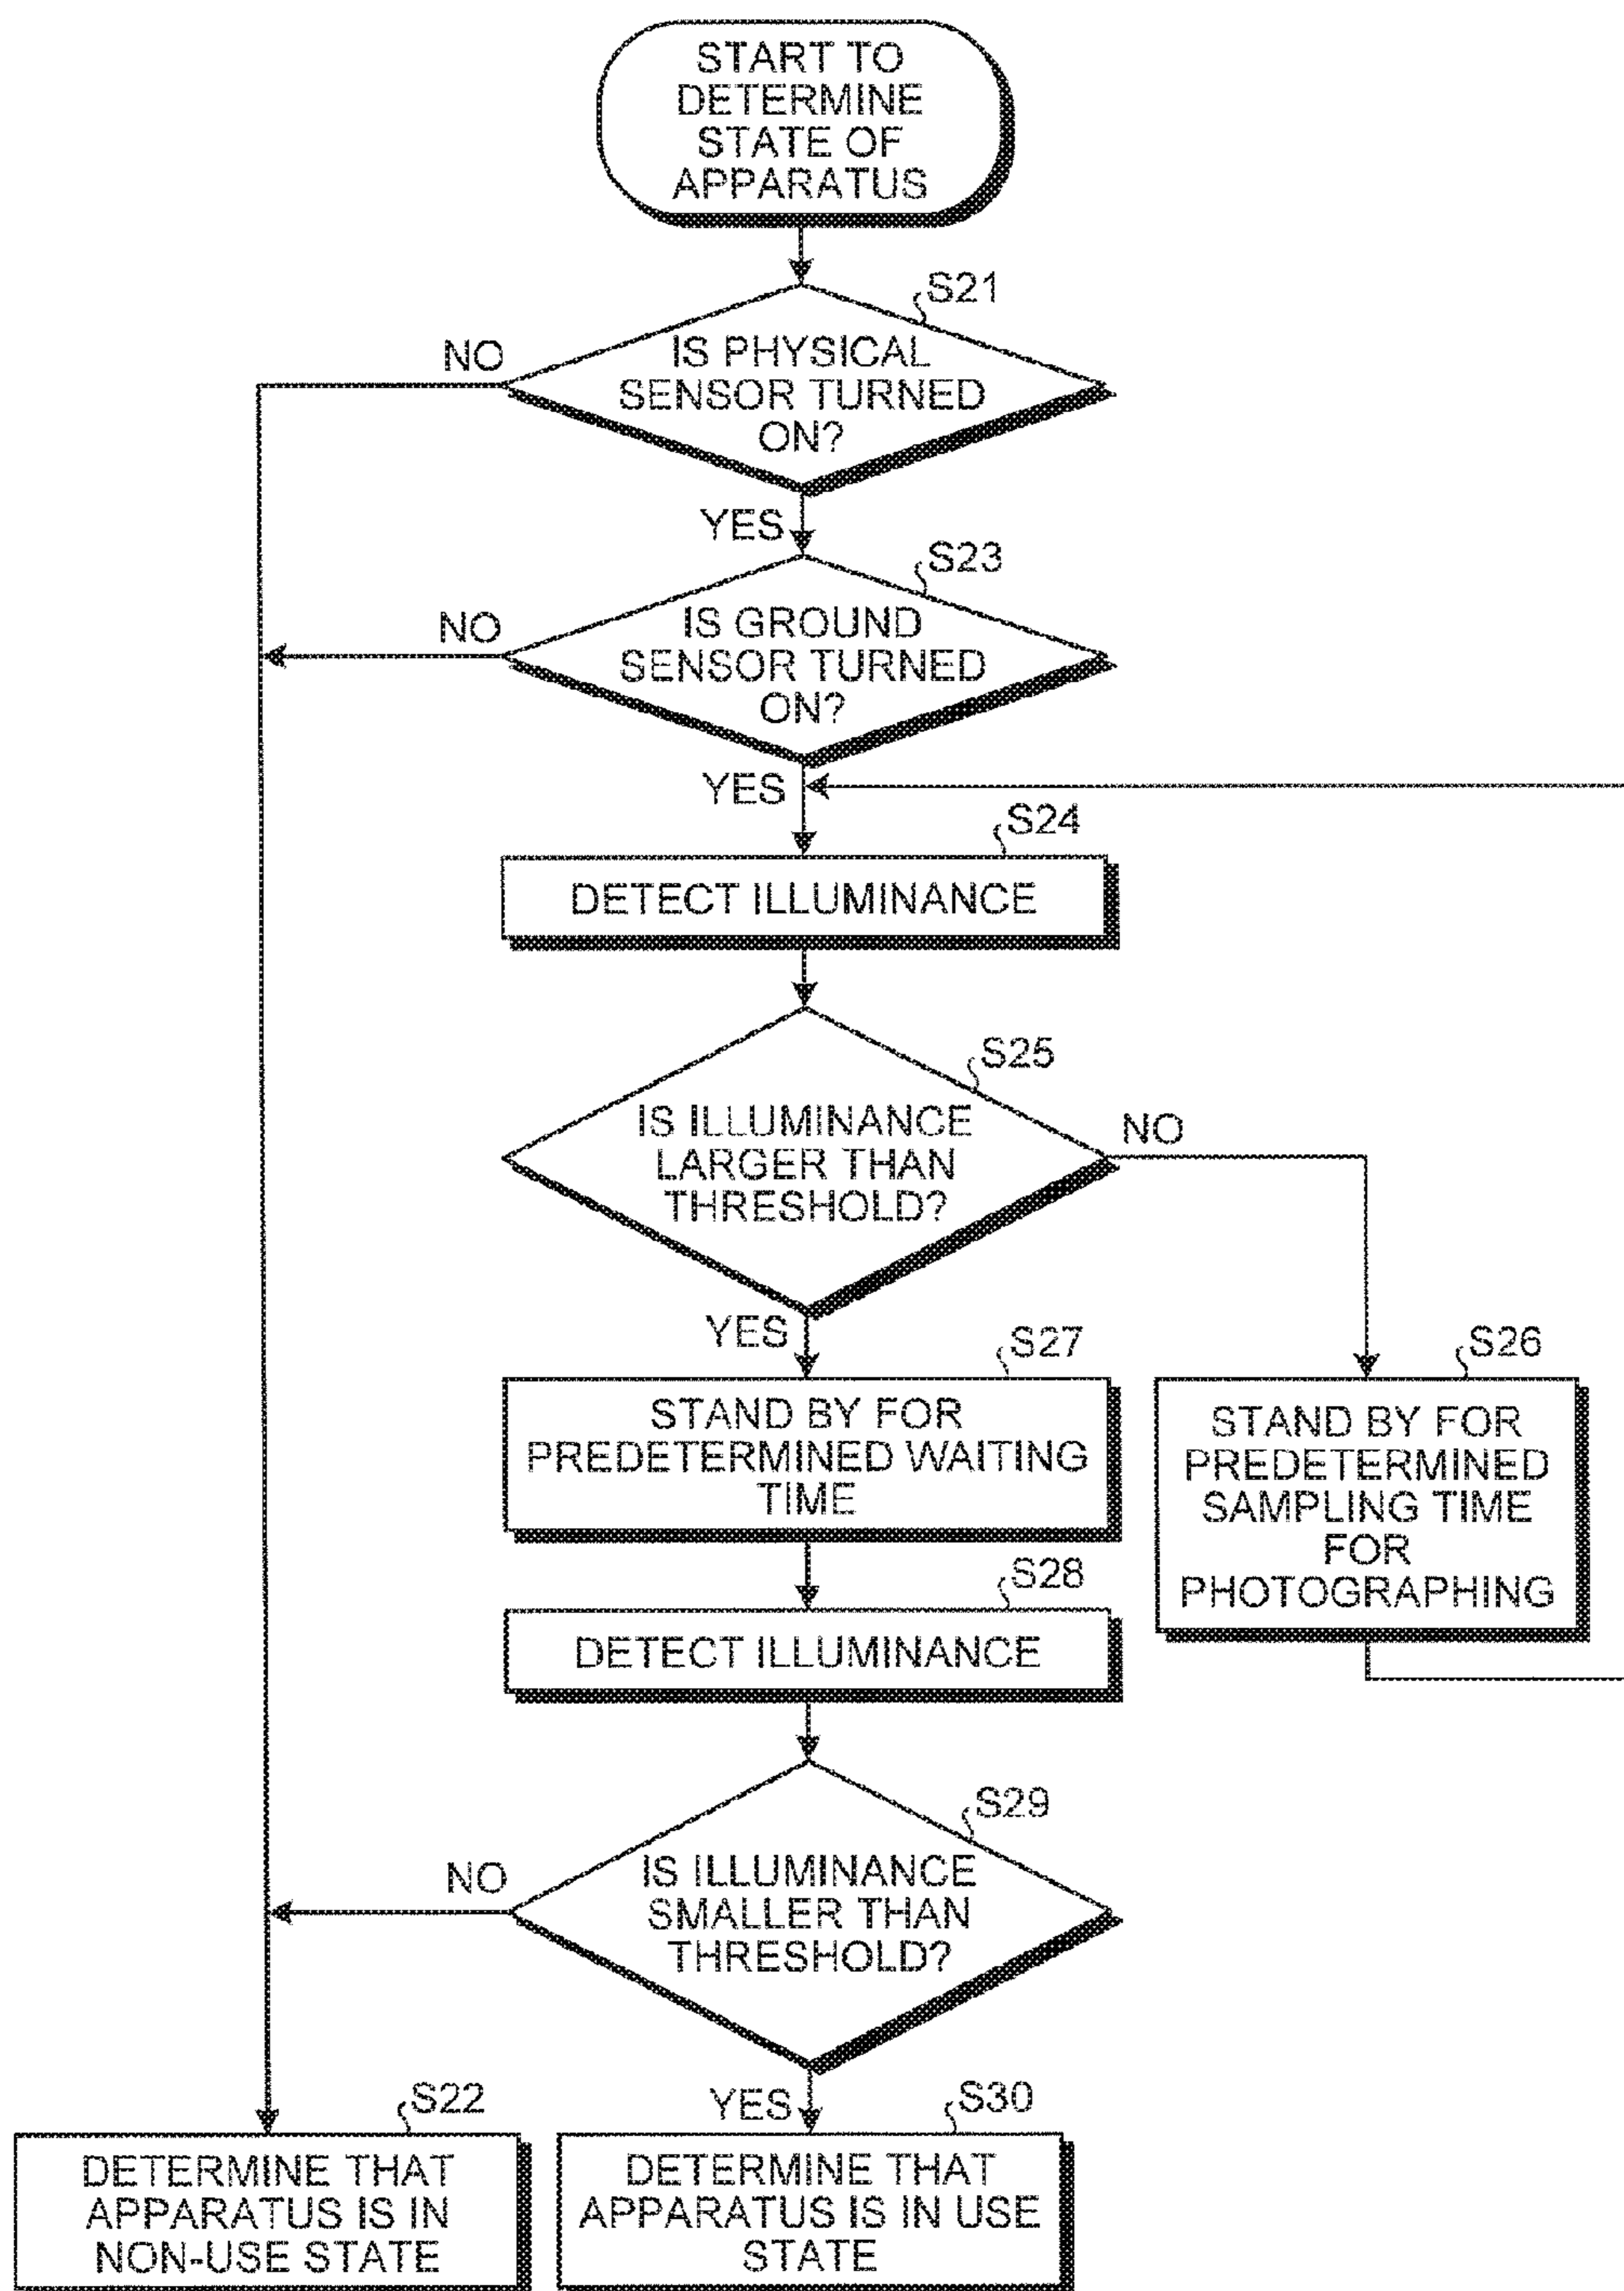 START TO
DETERMINE
STATE OF
APPARATUS
S21
NO
IS PHYSICAL
SENSOR TURNED
ON?
YES
S23
NO
IS GROUND
SENSOR TURNED
ON?
YES
S24
DETECT ILLUMINANCE
S25
IS ILLUMINANCE
LARGER THAN
THRESHOLD?
NO
YES
S27
STAND BY FOR
PREDETERMINED WAITING
TIME
S26
STAND BY FOR
PREDETERMINED
SAMPLING TIME
FOR
PHOTOGRAPHING
S28
DETECT ILLUMINANCE
S29
NO
IS ILLUMINANCE
SMALLER THAN
THRESHOLD?
YES
S22
DETERMINE THAT
APPARATUS IS IN
NON-USE STATE
S30
DETERMINE THAT
APPARATUS IS IN USE
STATE